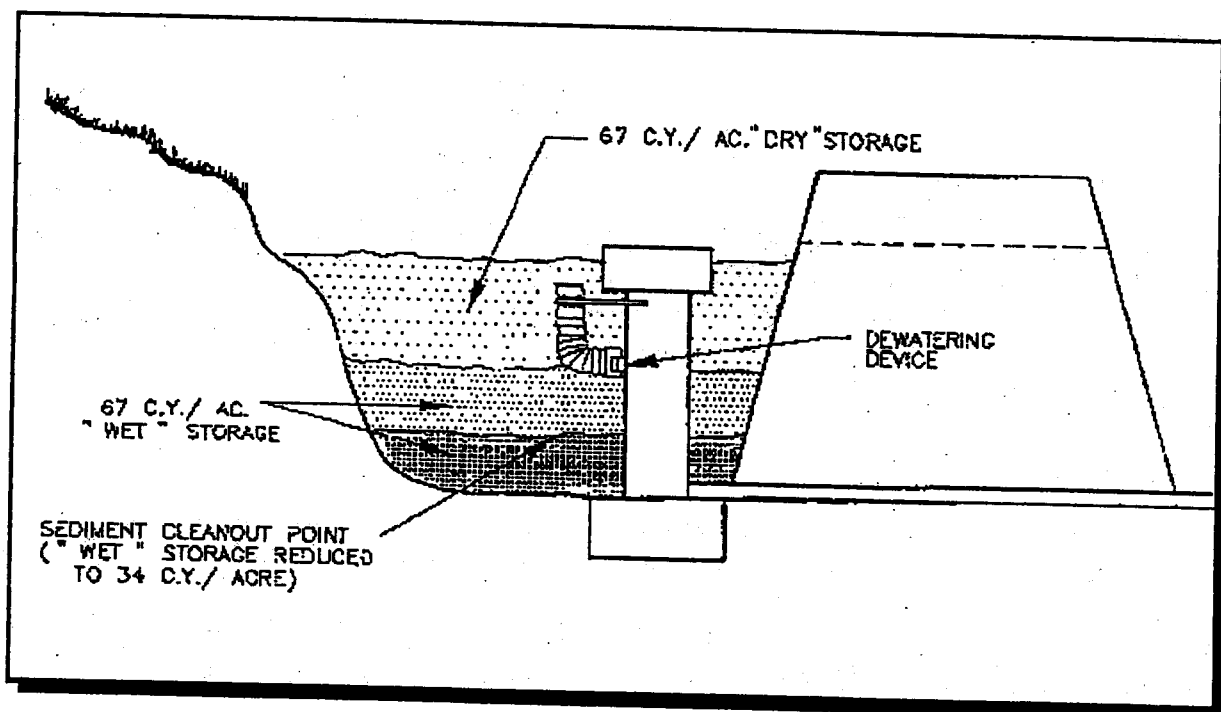 67 C.Y./ AC." DRY "STORAGE
DEWATERING
DEVICE
67 C.Y./ AC.
" WET " STORAGE
SEDIMENT CLEANOUT POINT
( " WET " STORAGE REDUCED
TO 34 C.Y./ ACRE)